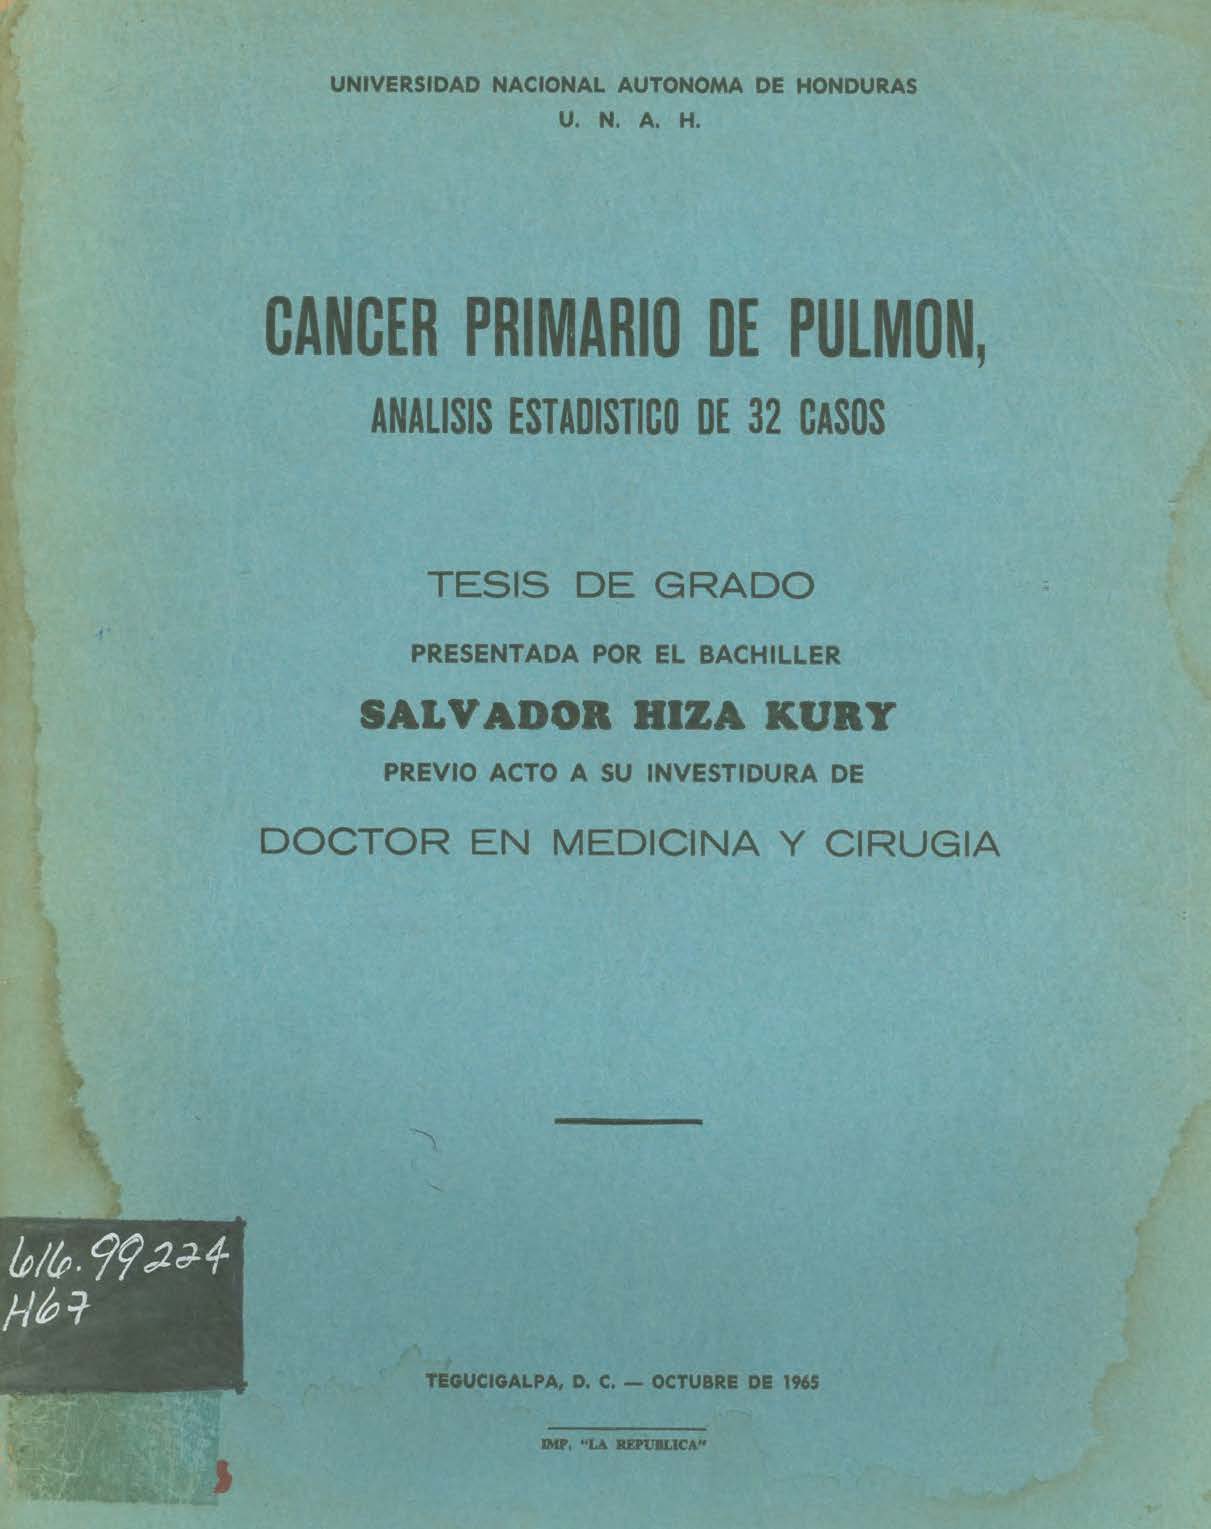 UNIVERSIDAD NACIONAL AUTONOMA DE HONDURAS
U. N. A. H.
CANCER PRIMARIO DE PULMON,
ANALISIS ESTADISTICO DE 32 CASOS
TESIS DE GRADO
PRESENTADA POR EL BACHILLER
SALVADOR HIZA KURY
PREVIO ACTO A SU INVESTIDURA DE
DOCTOR EN MEDICINA Y CIRUGIA
616.99224
H67
TEGUCIGALPA, D. C. — OCTUBRE DE 1965
IMP. "LA REPUBLICA"